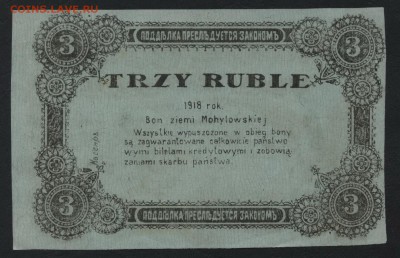 COINS.LAVE.RU
3 ПОДДѢЛКА ПРЕСЛѢДУЕТСЯ ЗАКОНОМЪ 3
TRZY RUBLE
1918 rok.
Bon ziemi Mohylowskiej
Wszystkie wypuszczone w obieg bony
są zagwarantowane całkowicie państwo
wymi biletami kredytowymi i zobowią
zaniami skarbu państwa.
3 ПОДДѢЛКА ПРЕСЛѢДУЕТСЯ ЗАКОНОМЪ 3